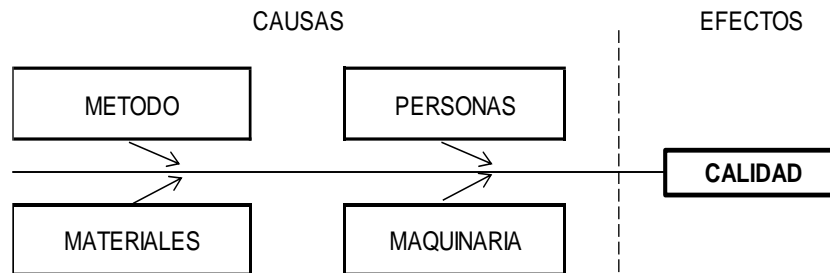 CAUSAS EFECTOS
METODO PERSONAS
CALIDAD
MATERIALES MAQUINARIA